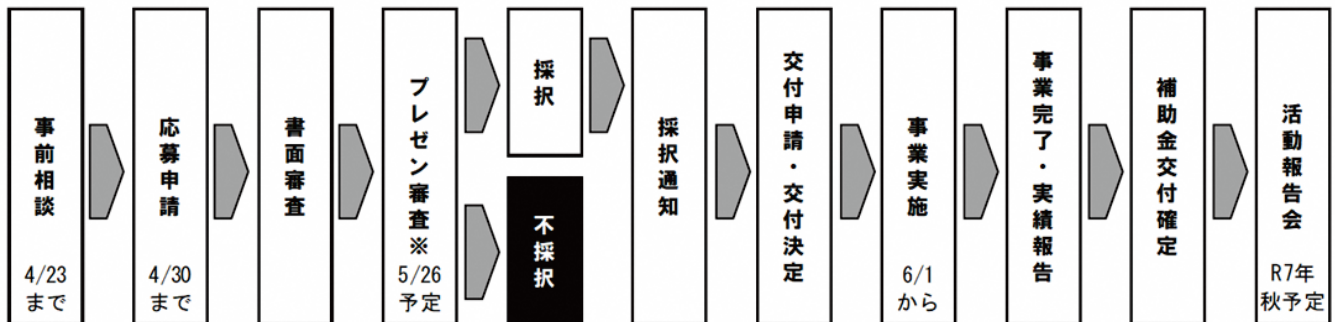 事前相談
4/23
まで
応募申請
4/30
まで
書面審査
プレゼン審査※
5/26
予定
採択
不採択
採択通知
交付申請・交付決定
事業実施
6/1
から
事業完了・実績報告
補助金交付確定
活動報告会
R7年
秋予定